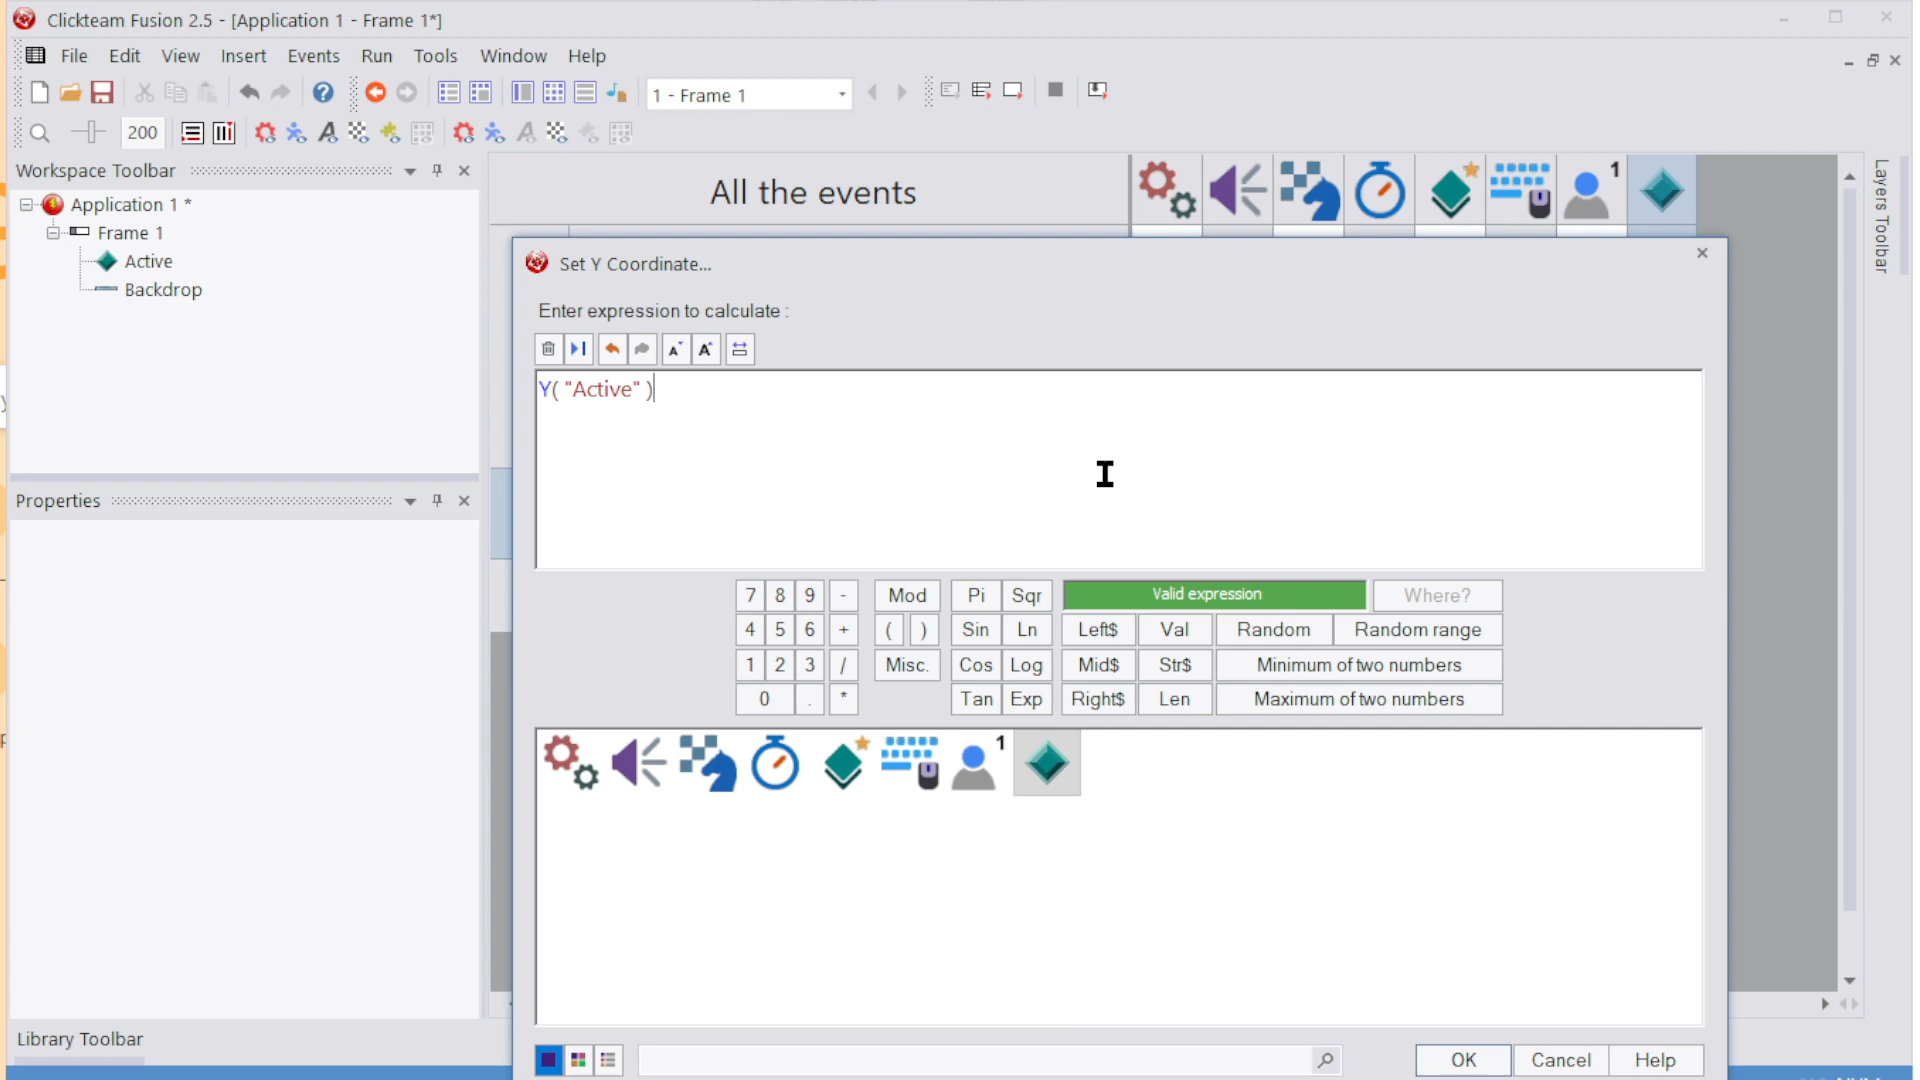 Clickteam Fusion 2.5 - [Application 1 - Frame 1*]
File Edit View Insert Events Run Tools Window Help
1 - Frame 1
200
Workspace Toolbar
Application 1 *
Frame 1
Active
Backdrop
Properties
Library Toolbar
All the events
1
Layers Toolbar
Set Y Coordinate...
Enter expression to calculate :
Y( "Active" )
7 8 9 - Mod Pi Sqr Valid expression Where?
4 5 6 + ( ) Sin Ln Left$ Val Random Random range
1 2 3 / Misc. Cos Log Mid$ Str$ Minimum of two numbers
0 . * Tan Exp Right$ Len Maximum of two numbers
1
OK Cancel Help